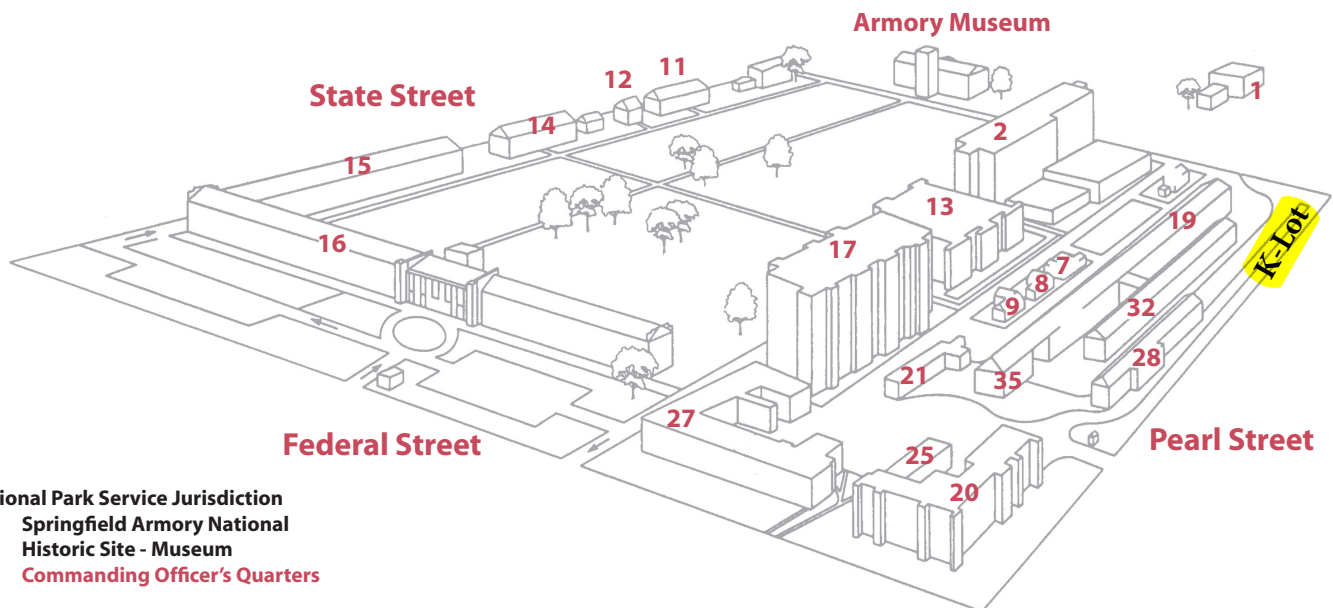 Armory Museum
State Street
11
12
14
15
1
2
16
13
19
K-Lot
17
7
8
9
32
28
21
35
27
Federal Street
Pearl Street
25
20
ional Park Service Jurisdiction
Springfield Armory National
Historic Site - Museum
Commanding Officer's Quarters